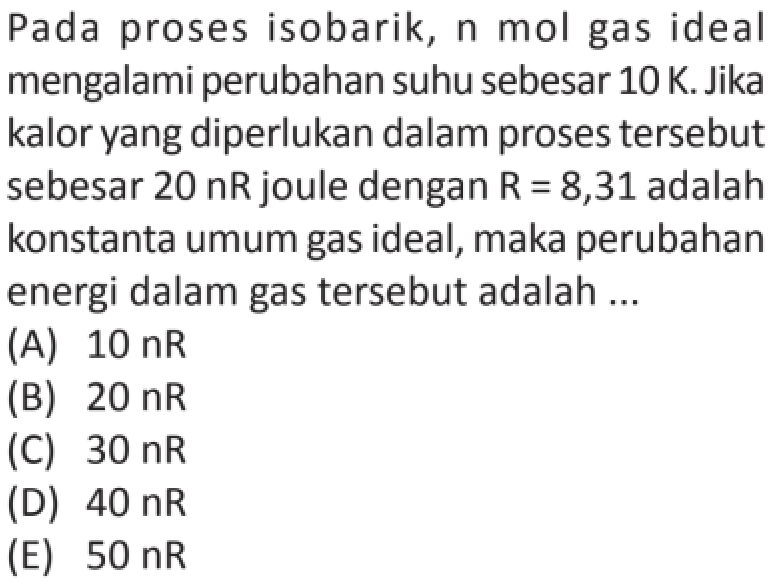 Pada proses isobarik, n mol gas ideal
mengalami perubahan suhu sebesar 10 K. Jika
kalor yang diperlukan dalam proses tersebut
sebesar 20 nR joule dengan R = 8,31 adalah
konstanta umum gas ideal, maka perubahan
energi dalam gas tersebut adalah ...
(A) 10 nR
(B) 20 nR
(C) 30 nR
(D) 40 nR
(E) 50 nR